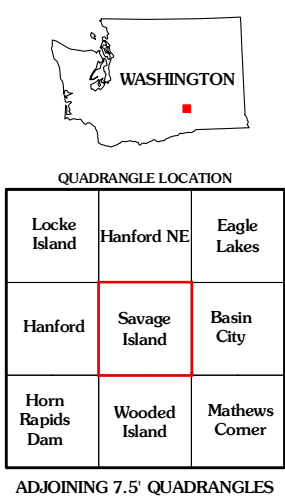 WASHINGTON
QUADRANGLE LOCATION
Locke
Island
Hanford NE
Eagle
Lakes
Hanford
Savage
Island
Basin
City
Horn
Rapids
Dam
Wooded
Island
Mathews
Corner
ADJOINING 7.5' QUADRANGLES